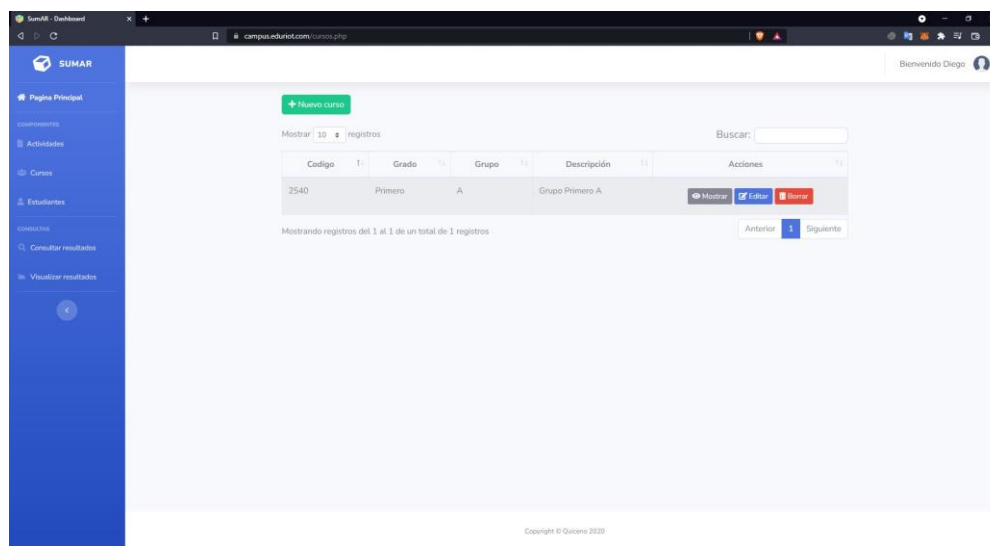 SumAR - Dashboard
campus.eduriot.com/cursos.php
SUMAR
Bienvenido Diego
Pagina Principal
COMPONENTES
Actividades
Cursos
Estudiantes
CONSULTAS
Consultar resultados
Visualizar resultados
Nuevo curso
Mostrar 10 registros
Buscar:
Codigo Grado Grupo Descripción Acciones
2540 Primero A Grupo Primero A Mostrar Editar Borrar
Mostrando registros del 1 al 1 de un total de 1 registros
Anterior 1 Siguiente
Copyright © Quiceno 2020